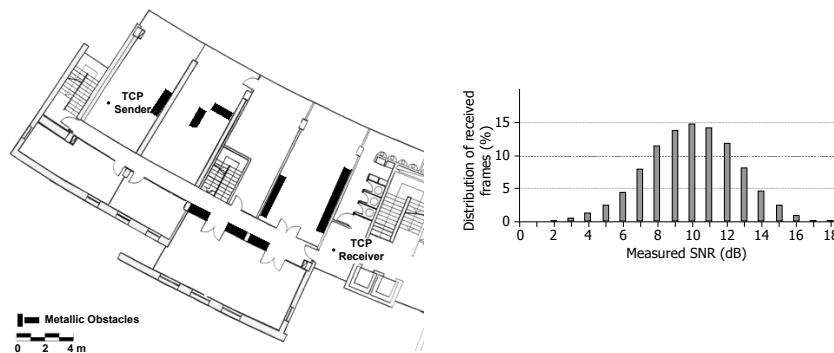 TCP
Sender
TCP
Receiver
Metallic Obstacles
0 2 4 m
Distribution of received
frames (%)
15
10
5
0
0 2 4 6 8 10 12 14 16 18
Measured SNR (dB)